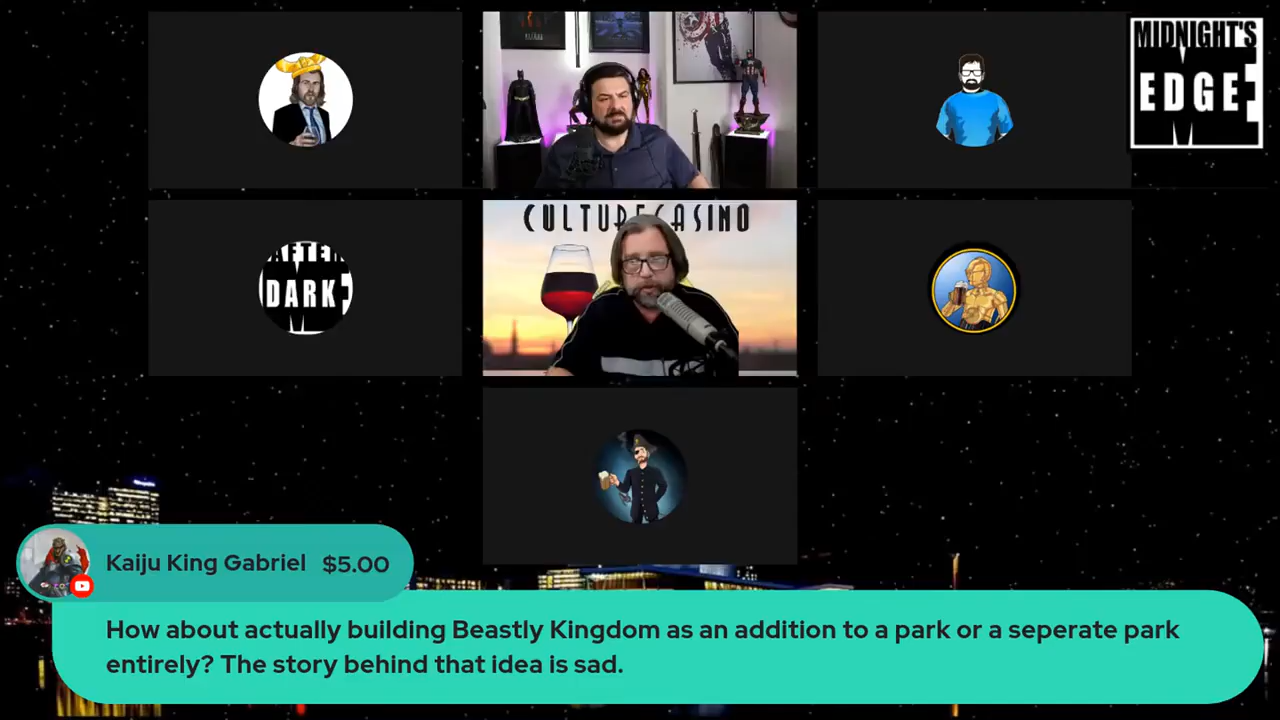 MIDNIGHT'S
EDGE
AFTER
DARK
CULTURE CASINO
Kaiju King Gabriel $5.00
How about actually building Beastly Kingdom as an addition to a park or a seperate park
entirely? The story behind that idea is sad.